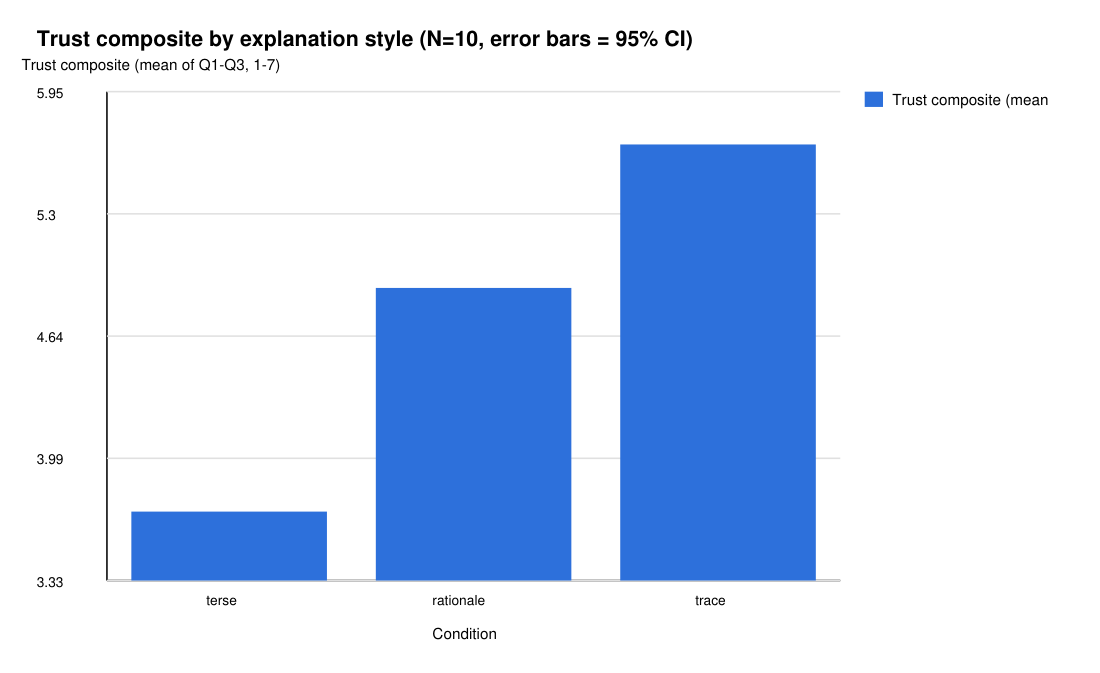 Trust composite by explanation style (N=10, error bars = 95% CI)
Trust composite (mean of Q1-Q3, 1-7)
5.95
5.3
4.64
3.99
3.33
terse
rationale
trace
Condition
Trust composite (mean